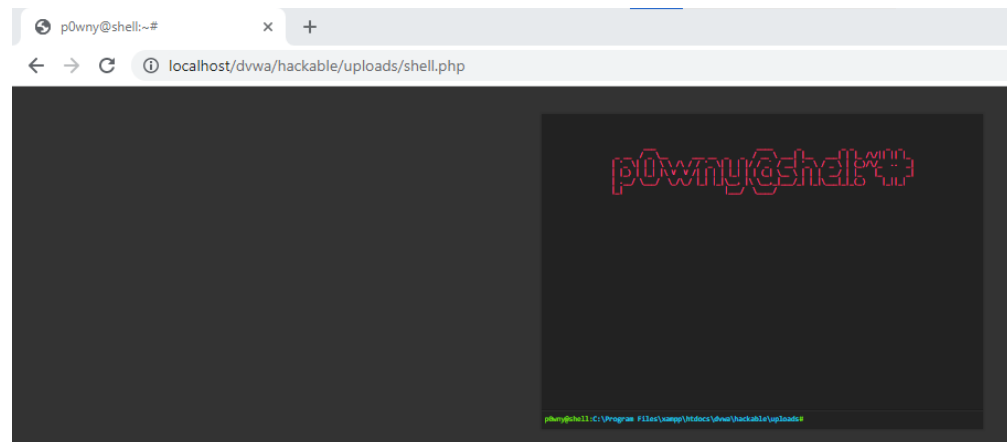 p0wny@shell:~#
localhost/dvwa/hackable/uploads/shell.php
p0wny@shell:~#
p0wny@shell:C:\Program Files\xampp\htdocs\dvwa\hackable\uploads#